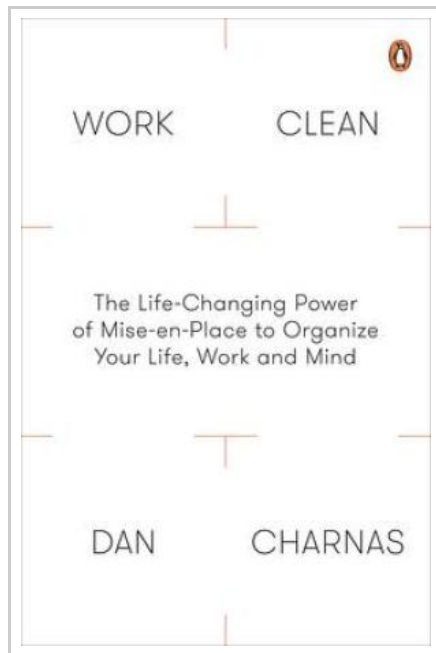 WORK CLEAN
The Life-Changing Power
of Mise-en-Place to Organize
Your Life, Work and Mind
DAN CHARNAS